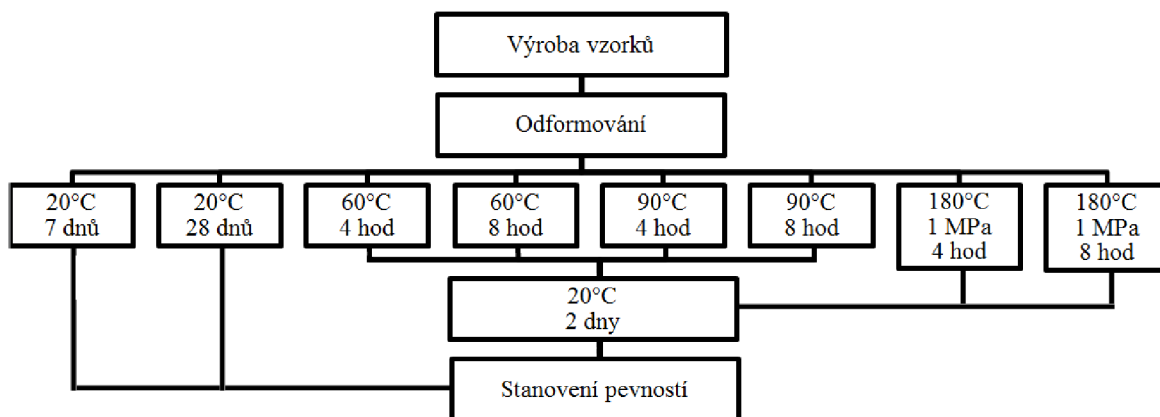 Výroba vzorků
Odformování
20°C
7 dnů
20°C
28 dnů
60°C
4 hod
60°C
8 hod
90°C
4 hod
90°C
8 hod
180°C
1 MPa
4 hod
180°C
1 MPa
8 hod
20°C
2 dny
Stanovení pevností